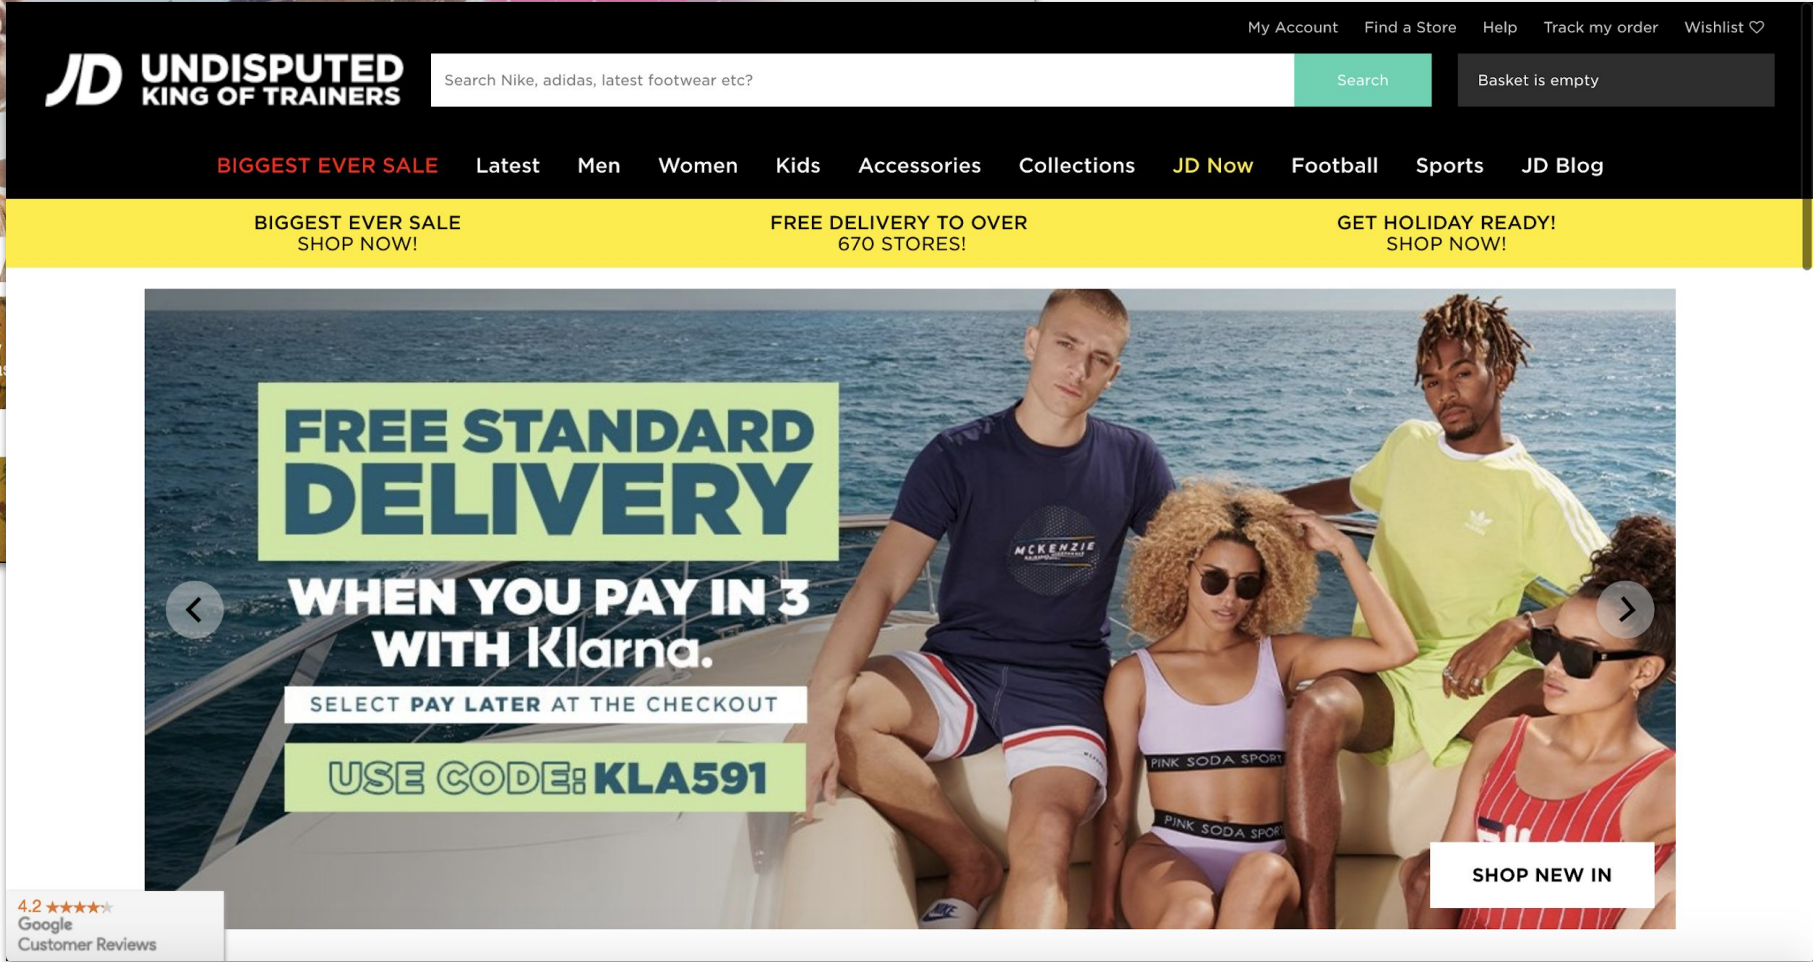 My Account Find a Store Help Track my order Wishlist
JD UNDISPUTED
KING OF TRAINERS
Search Nike, adidas, latest footwear etc?
Search
Basket is empty
BIGGEST EVER SALE Latest Men Women Kids Accessories Collections JD Now Football Sports JD Blog
BIGGEST EVER SALE
SHOP NOW!
FREE DELIVERY TO OVER
670 STORES!
GET HOLIDAY READY!
SHOP NOW!
FREE STANDARD
DELIVERY
WHEN YOU PAY IN 3
WITH Klarna.
SELECT PAY LATER AT THE CHECKOUT
USE CODE: KLA591
MCKENZIE
PINK SODA SPORT
PINK SODA SPORT
SHOP NEW IN
4.2
Google
Customer Reviews